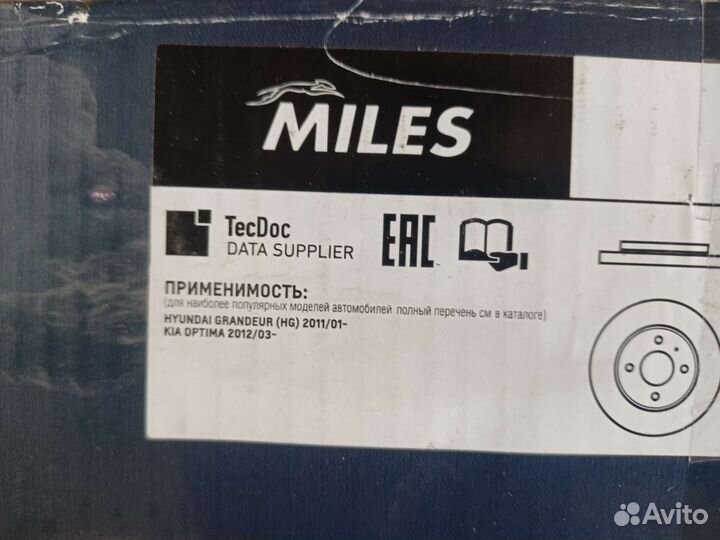 MILES
TecDoc
DATA SUPPLIER
EAC
ПРИМЕНИМОСТЬ:
(для наиболее популярных моделей автомобилей полный перечень см в каталоге)
HYUNDAI GRANDEUR (HG) 2011/01-
KIA OPTIMA 2012/03-
Avito